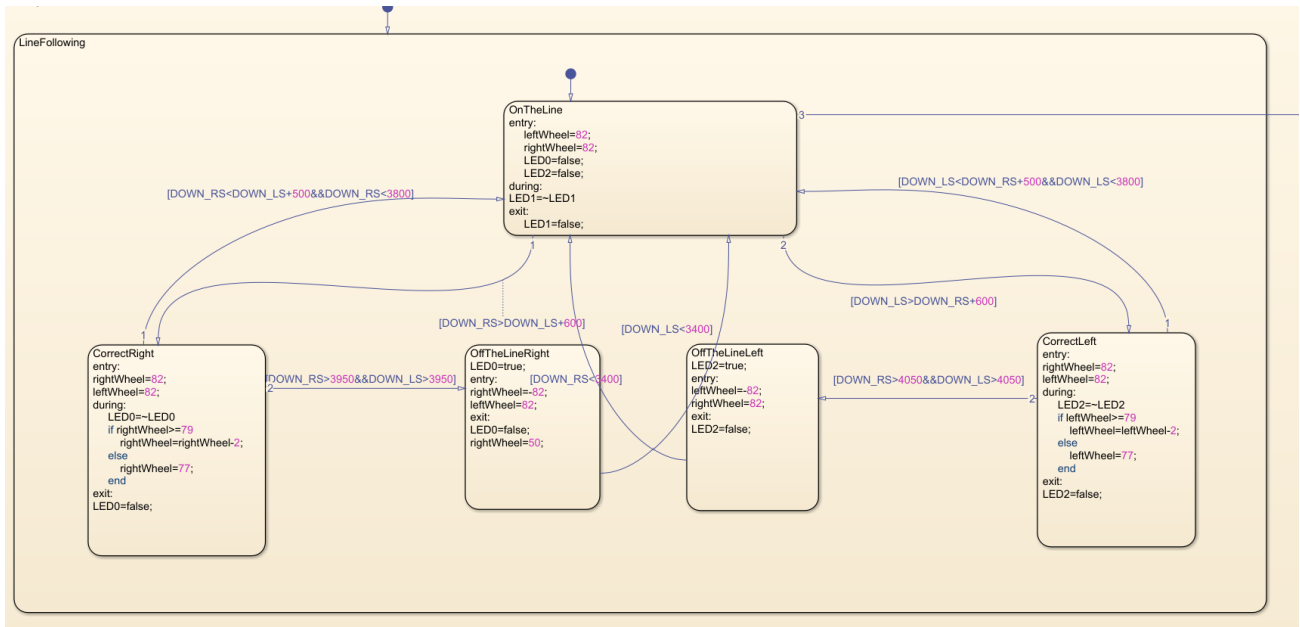 LineFollowing
OnTheLine
entry:
leftWheel=82;
rightWheel=82;
LED0=false;
LED2=false;
during:
LED1=~LED1
exit:
LED1=false;
3
[DOWN_RS<DOWN_LS+500&&DOWN_RS<3800]
[DOWN_LS<DOWN_RS+500&&DOWN_LS<3800]
1
2
[DOWN_LS>DOWN_RS+600]
[DOWN_RS>DOWN_LS+600]
[DOWN_LS<3400]
1
1
CorrectRight
entry:
rightWheel=82;
leftWheel=82;
during:
LED0=~LED0
if rightWheel>=79
rightWheel=rightWheel-2;
else
rightWheel=77;
end
exit:
LED0=false;
[DOWN_RS>3950&&DOWN_LS>3950]
2
OffTheLineRight
LED0=true;
entry:
rightWheel=-82;
leftWheel=82;
exit:
LED0=false;
rightWheel=50;
[DOWN_RS<3400]
OffTheLineLeft
LED2=true;
entry:
leftWheel=-82;
rightWheel=82;
exit:
LED2=false;
[DOWN_RS>4050&&DOWN_LS>4050]
2
CorrectLeft
entry:
rightWheel=82;
leftWheel=82;
during:
LED2=~LED2
if leftWheel>=79
leftWheel=leftWheel-2;
else
leftWheel=77;
end
exit:
LED2=false;